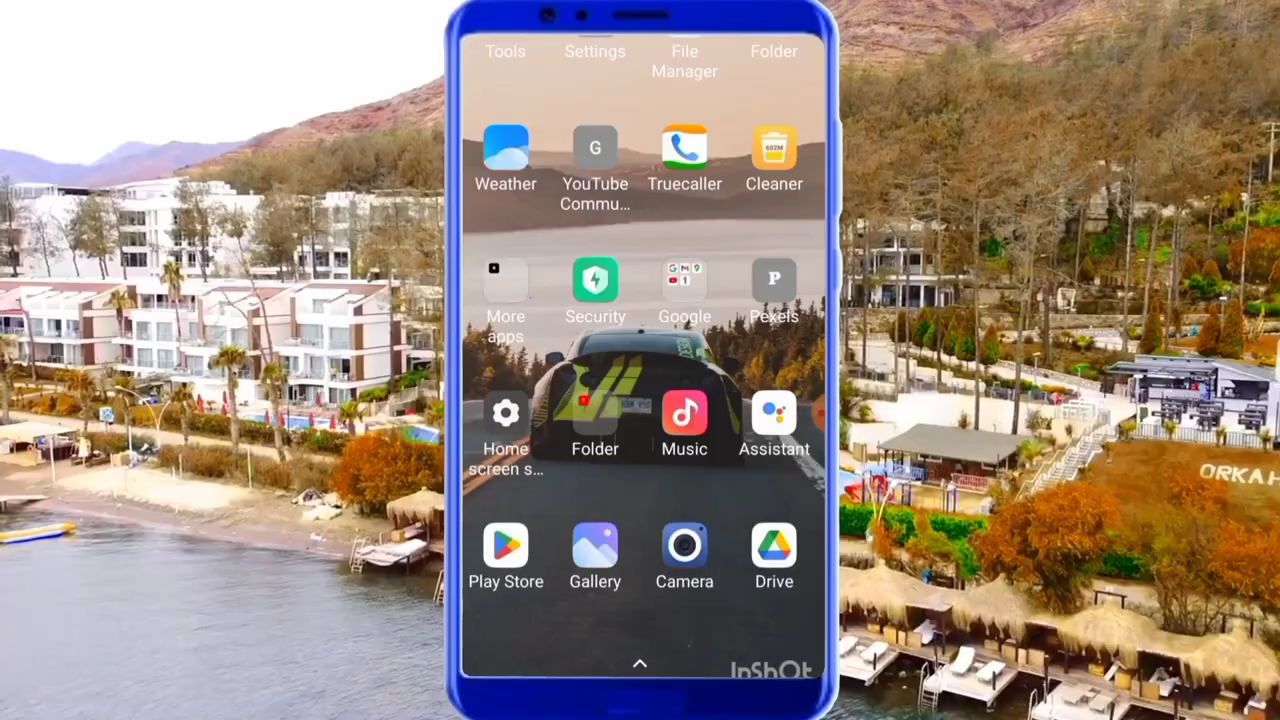 Tools
Settings
File
Manager
Folder
Weather
G
YouTube
Commu...
Truecaller
602M
Cleaner
More
apps
Security
G
1
Google
P
Pexels
Home
screen s...
Folder
Music
Assistant
Play Store
Gallery
Camera
Drive
InShOt
ORKAH